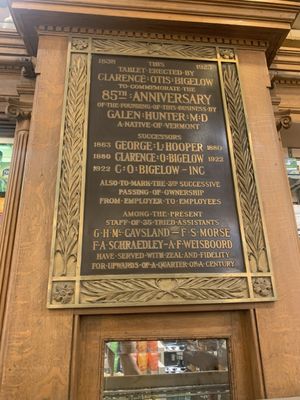 1838 THIS 1923
TABLET ERECTED BY
CLARENCE·OTIS·BIGELOW
TO COMMEMORATE THE
85TH ANNIVERSARY
OF THE FOUNDING OF THIS BUSINESS BY
GALEN·HUNTER·M·D
A NATIVE OF VERMONT
SUCCESSORS
1863 GEORGE·L·HOOPER 1880
1880 CLARENCE·O·BIGELOW 1922
1922 C·O·BIGELOW-INC
ALSO·TO·MARK·THE·3RD SUCCESSIVE
PASSING·OF·OWNERSHIP
FROM·EMPLOYER·TO·EMPLOYEES
AMONG·THE·PRESENT
STAFF·OF·35·TRIED·ASSISTANTS
G·H·Mc GAVSLAND-F·S·MORSE
F·A·SCHRAEDLEY-A·F·WEISBOORD
HAVE·SERVED·WITH·ZEAL·AND·FIDELITY
FOR·UPWARDS·OF·A·QUARTER·OF·A·CENTURY